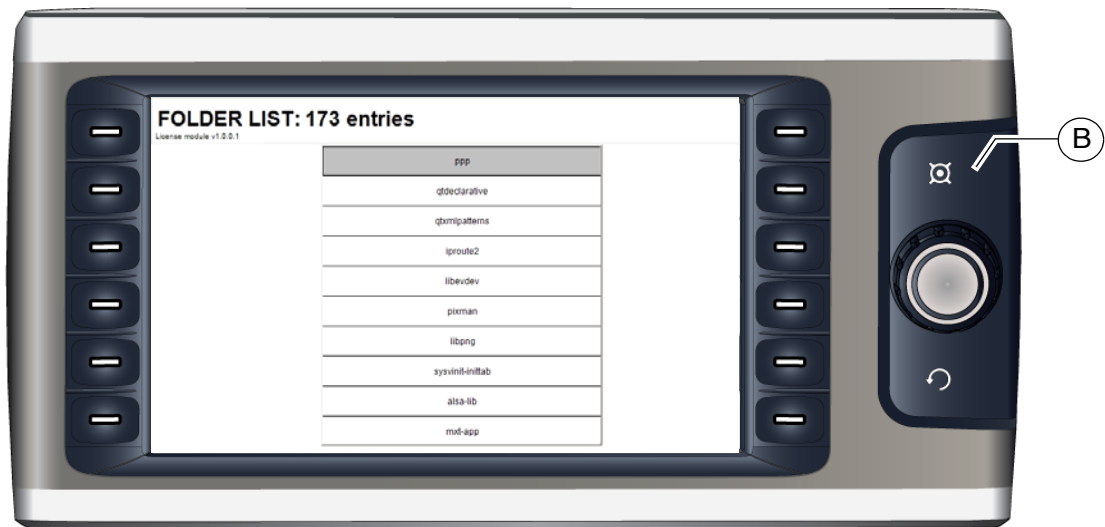 FOLDER LIST: 173 entries
License module v1.0.0.1
ppp
qtdeclarative
qtxmlpatterns
iproute2
libevdev
pixman
libpng
sysvinit-inittab
alsa-lib
mxt-app
B